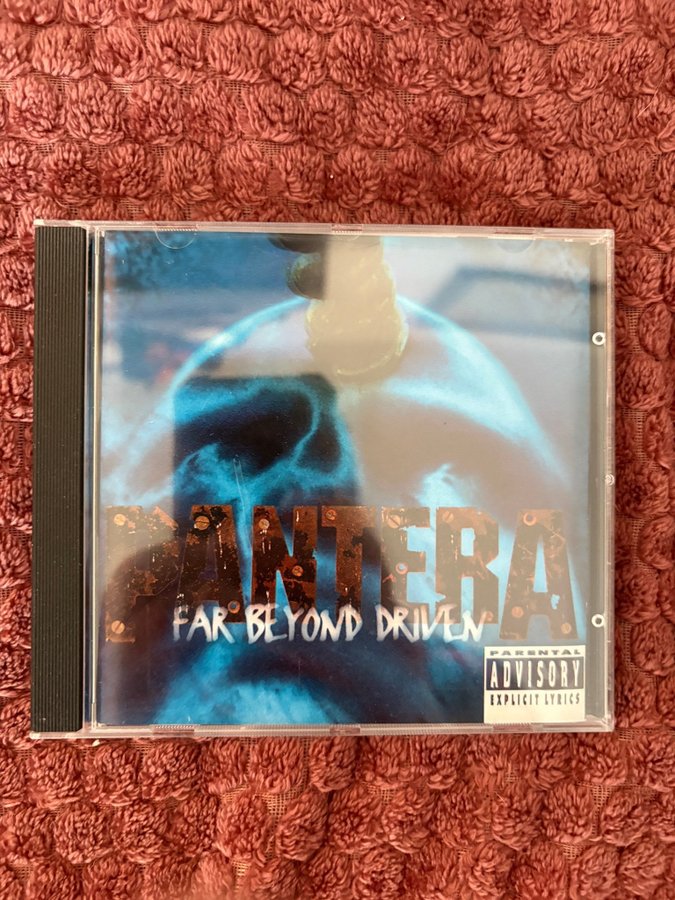 PANTERA
FAR BEYOND DRIVEN
PARENTAL
ADVISORY
EXPLICIT LYRICS